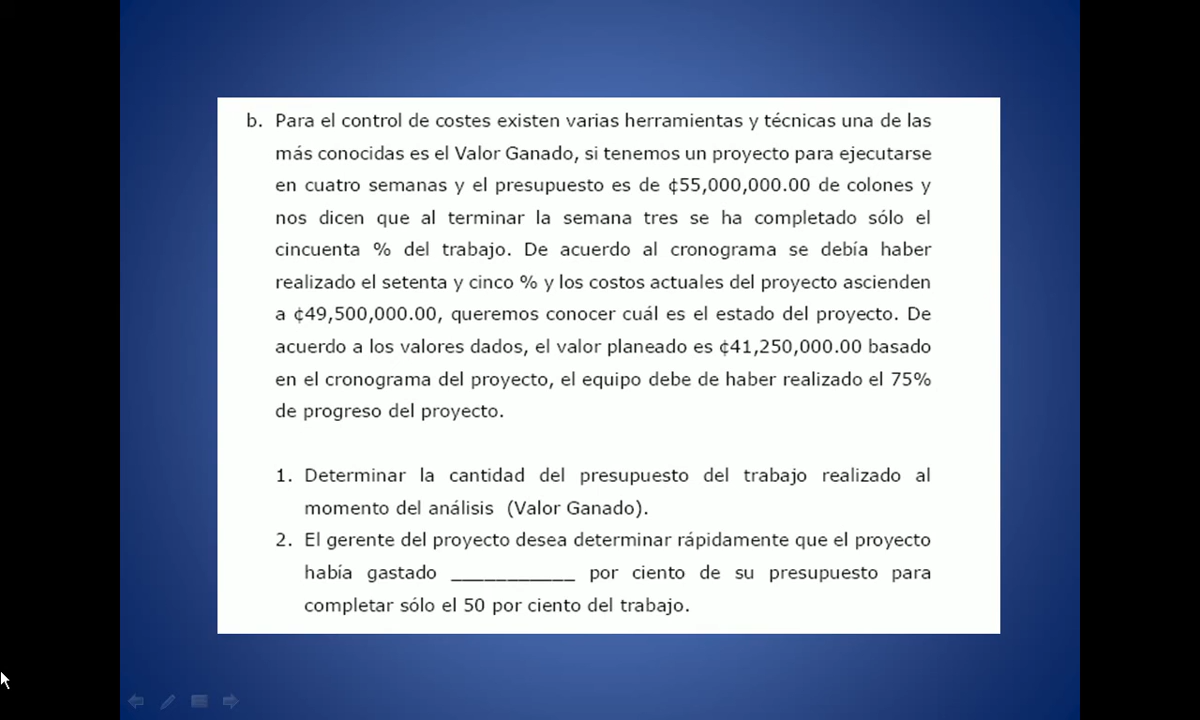 b. Para el control de costes existen varias herramientas y técnicas una de las
más conocidas es el Valor Ganado, si tenemos un proyecto para ejecutarse
en cuatro semanas y el presupuesto es de ¢55,000,000.00 de colones y
nos dicen que al terminar la semana tres se ha completado sólo el
cincuenta % del trabajo. De acuerdo al cronograma se debía haber
realizado el setenta y cinco % y los costos actuales del proyecto ascienden
a ¢49,500,000.00, queremos conocer cuál es el estado del proyecto. De
acuerdo a los valores dados, el valor planeado es ¢41,250,000.00 basado
en el cronograma del proyecto, el equipo debe de haber realizado el 75%
de progreso del proyecto.
1. Determinar la cantidad del presupuesto del trabajo realizado al
momento del análisis (Valor Ganado).
2. El gerente del proyecto desea determinar rápidamente que el proyecto
había gastado ___________ por ciento de su presupuesto para
completar sólo el 50 por ciento del trabajo.